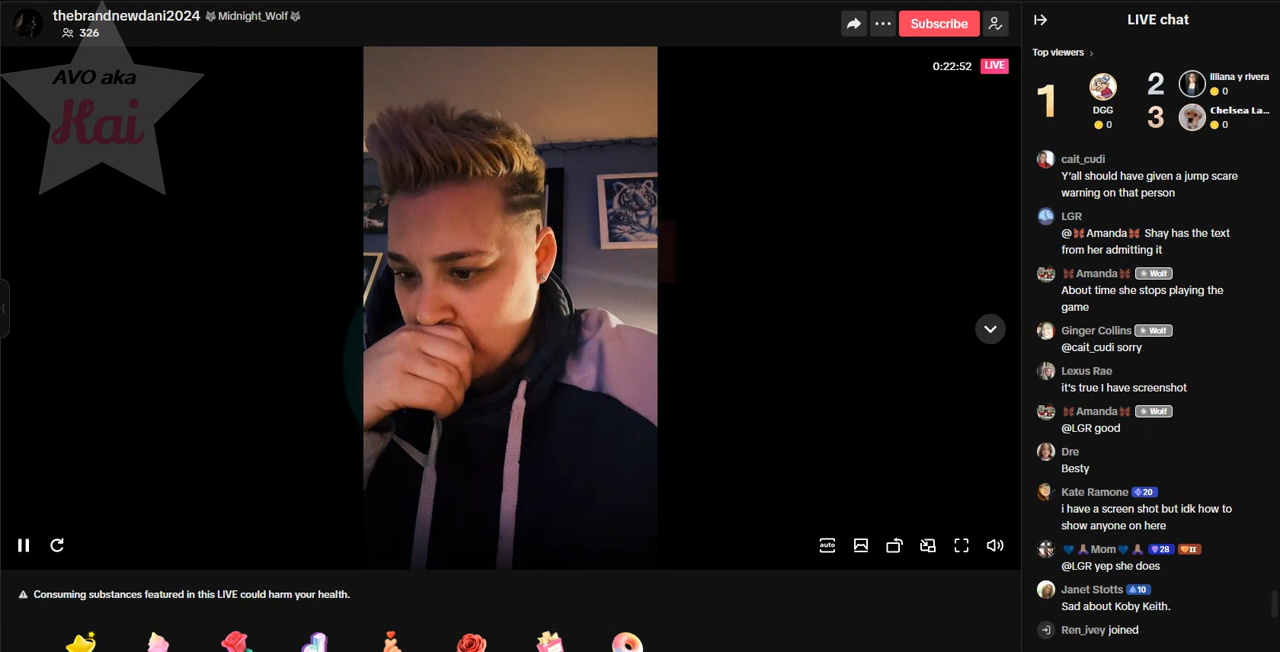 thebrandnewdani2024 🐺Midnight_Wolf🐺
326
AVO aka
Kai
Subscribe
0:22:52 LIVE
Consuming substances featured in this LIVE could harm your health.
LIVE chat
Top viewers
1
DGG
0
2
illiana y rivera
0
3
Chelsea La...
0
cait_cudi
Y'all should have given a jump scare
warning on that person
LGR
@🦋Amanda🦋 Shay has the text
from her admitting it
🦋Amanda🦋 Wolf
About time she stops playing the
game
Ginger Collins Wolf
@cait_cudi sorry
Lexus Rae
it's true I have screenshot
🦋Amanda🦋 Wolf
@LGR good
Dre
Besty
Kate Ramone 20
i have a screen shot but idk how to
show anyone on here
💙🙏🏽Mom💙🙏🏽 28 II
@LGR yep she does
Janet Stotts 10
Sad about Koby Keith.
Ren_ivey joined
auto